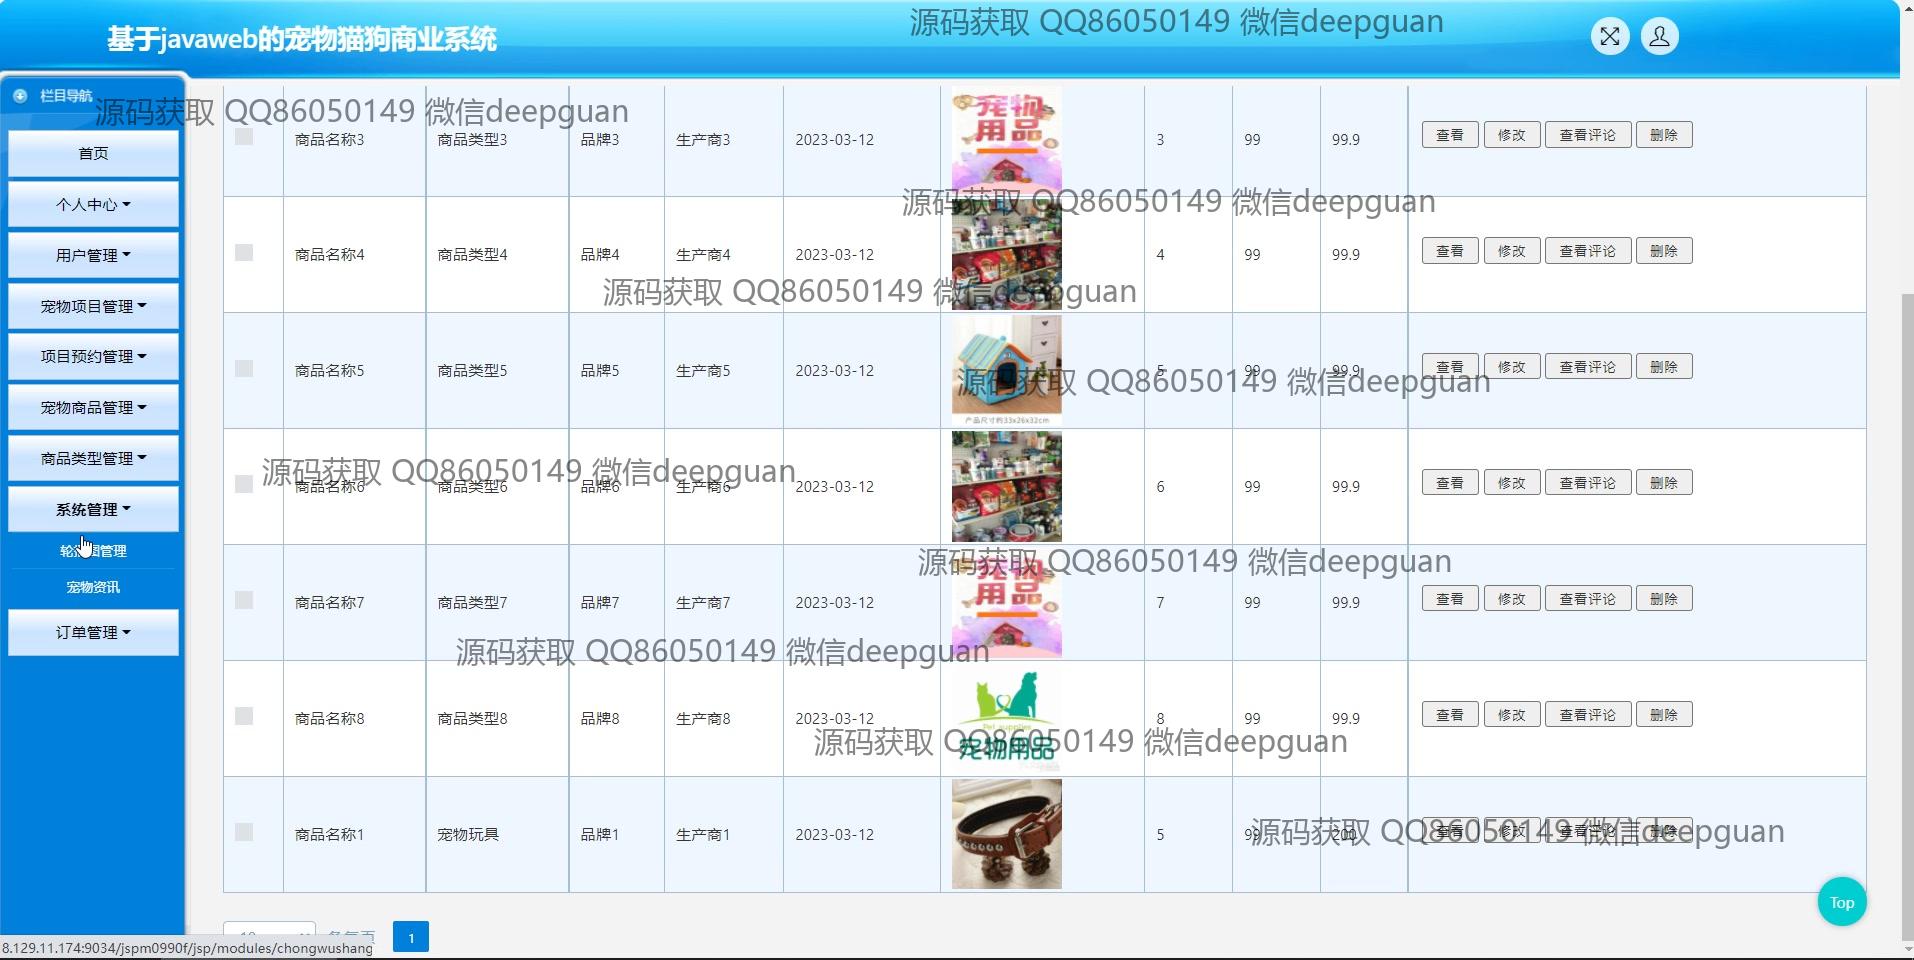 源码获取 QQ86050149 微信deepguan
基于javaweb的宠物猫狗商业系统
栏目导航
源码获取 QQ86050149 微信deepguan
首页
个人中心
用户管理
宠物项目管理
项目预约管理
宠物商品管理
商品类型管理
系统管理
轮 图管理
宠物资讯
订单管理
商品名称3 商品类型3 品牌3 生产商3 2023-03-12 宠物用品 3 99 99.9 查看 修改 查看评论 删除
源码获取 QQ86050149 微信deepguan
商品名称4 商品类型4 品牌4 生产商4 2023-03-12 4 99 99.9 查看 修改 查看评论 删除
源码获取 QQ86050149 微信deepguan
商品名称5 商品类型5 品牌5 生产商5 2023-03-12 5 99 99.9 查看 修改 查看评论 删除
源码获取 QQ86050149 微信deepguan
产品尺寸约33x26x32cm
源码获取 QQ86050149 微信deepguan
商品名称6 商品类型6 品牌6 生产商6 2023-03-12 6 99 99.9 查看 修改 查看评论 删除
源码获取 QQ86050149 微信deepguan
商品名称7 商品类型7 品牌7 生产商7 2023-03-12 宠物用品 7 99 99.9 查看 修改 查看评论 删除
源码获取 QQ86050149 微信deepguan
商品名称8 商品类型8 品牌8 生产商8 2023-03-12 Pet supplies 宠物用品 8 99 99.9 查看 修改 查看评论 删除
源码获取 QQ86050149 微信deepguan
商品名称1 宠物玩具 品牌1 生产商1 2023-03-12 5 99 200 查看 修改 查看评论 删除
源码获取 QQ86050149 微信deepguan
Top
10 条每页 1
8.129.11.174:9034/jspm0990f/jsp/modules/chongwushang